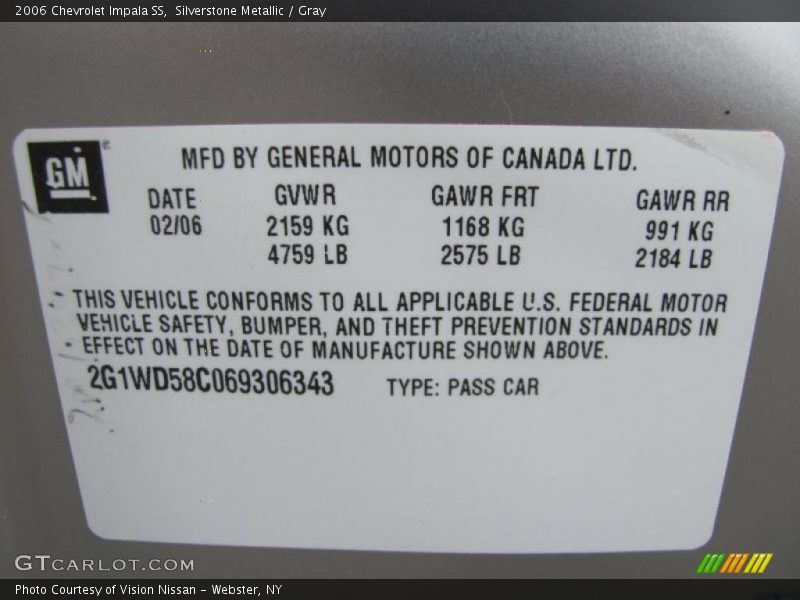 2006 Chevrolet Impala SS, Silverstone Metallic / Gray
GM
MFD BY GENERAL MOTORS OF CANADA LTD.
DATE GVWR GAWR FRT GAWR RR
02/06 2159 KG 1168 KG 991 KG
4759 LB 2575 LB 2184 LB
THIS VEHICLE CONFORMS TO ALL APPLICABLE U.S. FEDERAL MOTOR
VEHICLE SAFETY, BUMPER, AND THEFT PREVENTION STANDARDS IN
EFFECT ON THE DATE OF MANUFACTURE SHOWN ABOVE.
2G1WD58C069306343 TYPE: PASS CAR
GTCARLOT.COM
Photo Courtesy of Vision Nissan - Webster, NY